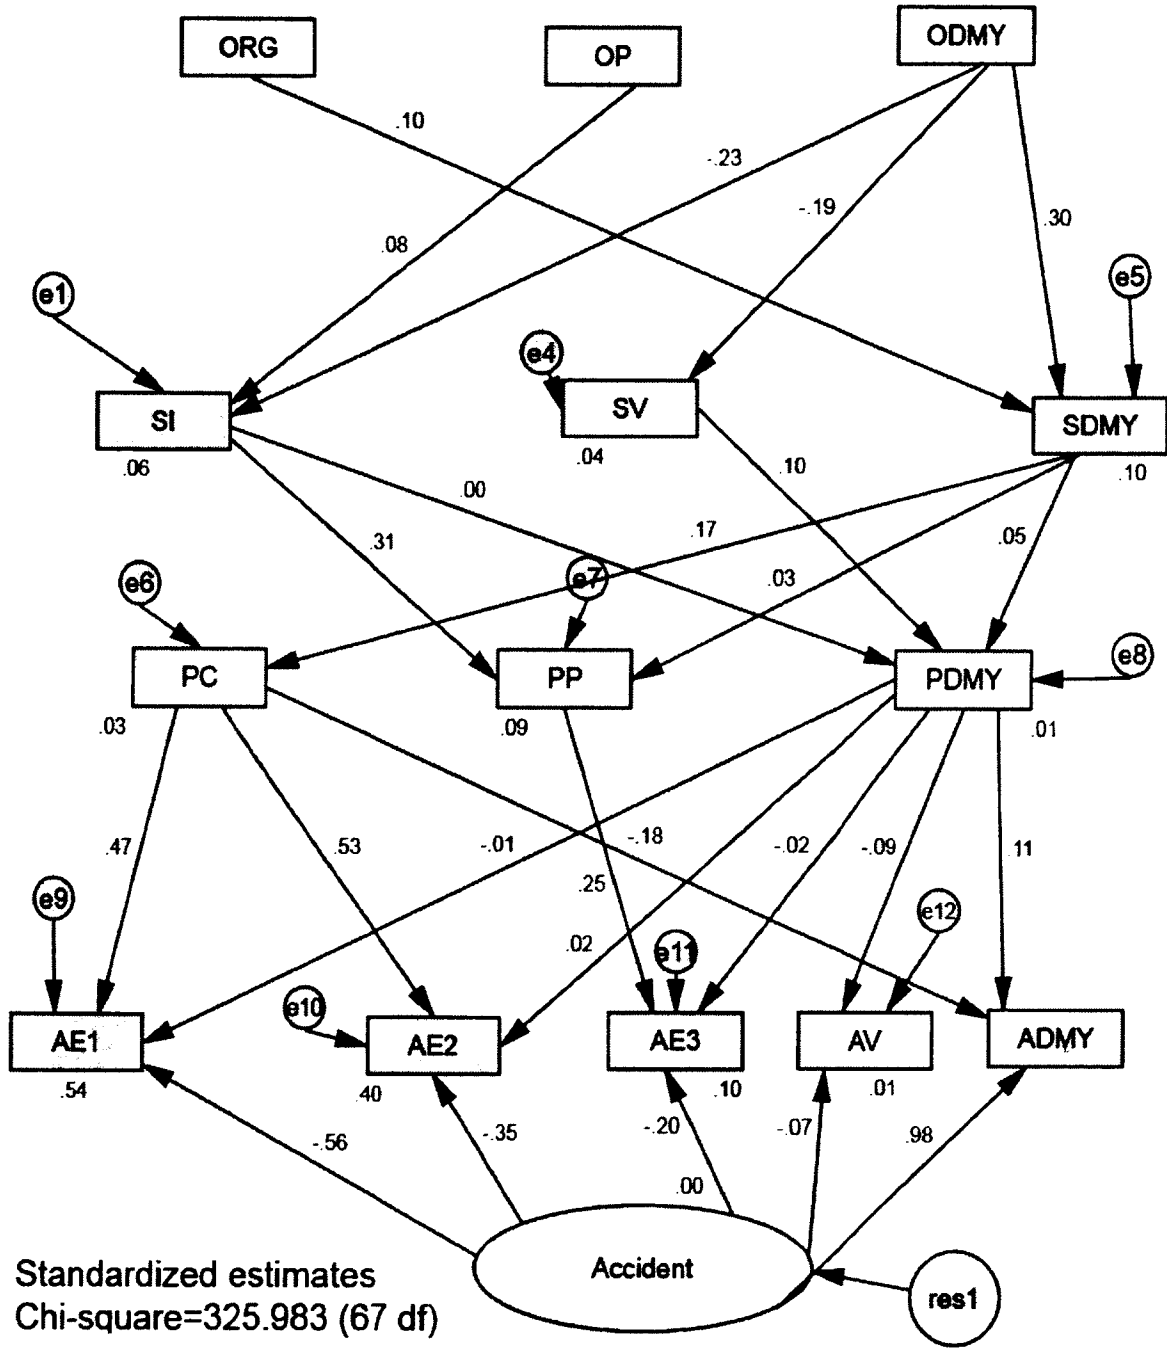 ORG
OP
ODMY
.10
-.23
-.19
.30
.08
e1
e4
e5
SI
SV
SDMY
.06
.04
.10
.00
.10
.17
.31
.05
.03
e6
e7
e8
PC
PP
PDMY
.03
.09
.01
.47
.53
-.01
-.18
-.02
-.09
.11
.25
.02
e9
e10
e11
e12
AE1
AE2
AE3
AV
ADMY
.54
.40
.10
.01
-.56
-.35
-.20
-.07
.98
.00
Accident
res1
Standardized estimates
Chi-square=325.983 (67 df)